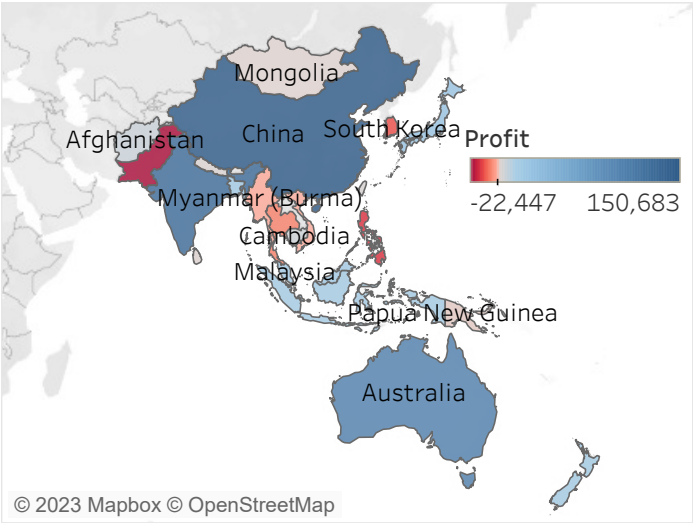 Mongolia
Afghanistan
China
South Korea
Profit
-22,447 150,683
Myanmar (Burma)
Cambodia
Malaysia
Papua New Guinea
Australia
© 2023 Mapbox © OpenStreetMap